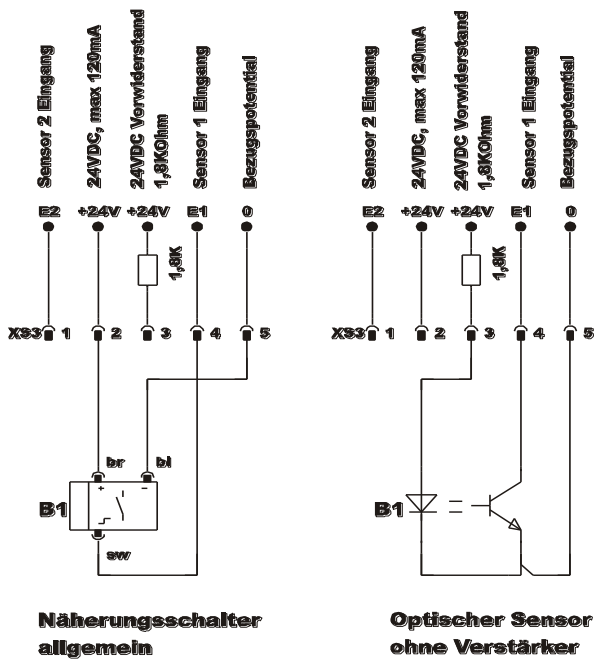 Sensor 2 Eingang
24VDC, max 120mA
24VDC Vorwiderstand
1,8KOhm
Sensor 1 Eingang
Bezugspotential
E2 +24V +24V E1 0
1,8K
XS3 1 2 3 4 5
br bl
+ -
B1
sw
Näherungsschalter
allgemein
Sensor 2 Eingang
24VDC, max 120mA
24VDC Vorwiderstand
1,8KOhm
Sensor 1 Eingang
Bezugspotential
E2 +24V +24V E1 0
1,8K
XS3 1 2 3 4 5
B1
Optischer Sensor
ohne Verstärker